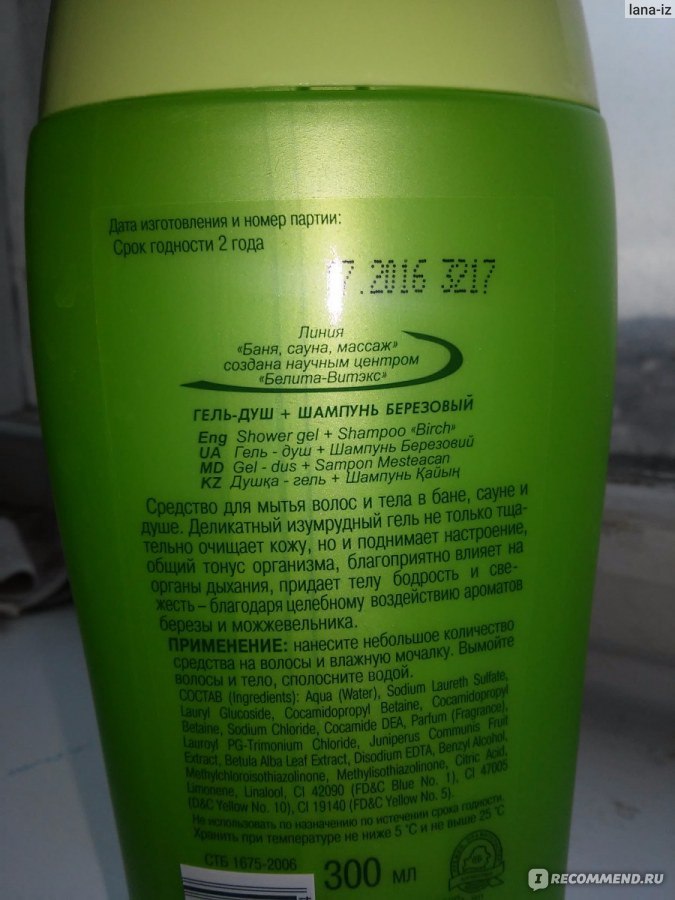 lana-iz
Дата изготовления и номер партии:
Срок годности 2 года
7.2016 3217
Линия
«Баня, сауна, массаж»
создана научным центром
«Белита-Витэкс»
ГЕЛЬ-ДУШ + ШАМПУНЬ БЕРЕЗОВЫЙ
Eng Shower gel + Shampoo «Birch»
UA Гель - душ + Шампунь Березовий
MD Gel - dus + Sampon Mesteacan
KZ Душқа - гель + Шампунь Қайың
Средство для мытья волос и тела в бане, сауне и
душе. Деликатный изумрудный гель не только тща-
тельно очищает кожу, но и поднимает настроение,
общий тонус организма, благоприятно влияет на
органы дыхания, придает телу бодрость и све-
жесть – благодаря целебному воздействию ароматов
березы и можжевельника.
ПРИМЕНЕНИЕ: нанесите небольшое количество
средства на волосы и влажную мочалку. Вымойте
волосы и тело, сполосните водой.
СОСТАВ (Ingredients): Aqua (Water), Sodium Laureth Sulfate,
Lauryl Glucoside, Cocamidopropyl Betaine, Cocamidopropyl
Betaine, Sodium Chloride, Cocamide DEA, Parfum (Fragrance),
Lauroyl PG-Trimonium Chloride, Juniperus Communis Fruit
Extract, Betula Alba Leaf Extract, Disodium EDTA, Benzyl Alcohol,
Methylchloroisothiazolinone, Methylisothiazolinone, Citric Acid,
Limonene, Linalool, CI 42090 (FD&C Blue No. 1), CI 47005
(D&C Yellow No. 10), CI 19140 (FD&C Yellow No. 5).
Не использовать по назначению по истечении срока годности.
Хранить при температуре не ниже 5 °С и не выше 25 °С
СТБ 1675-2006
300 мл
IRECOMMEND.RU